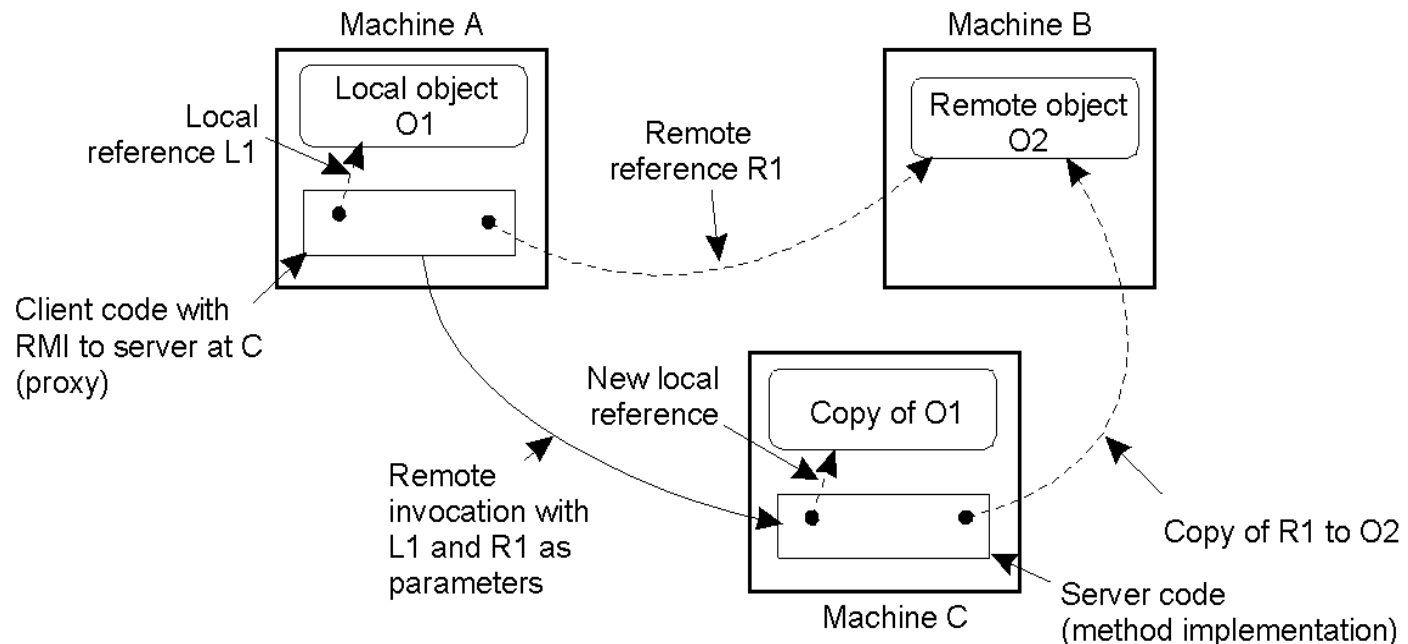 Machine A
Machine B
Local object
O1
Remote object
O2
Local
reference L1
Remote
reference R1
Client code with
RMI to server at C
(proxy)
New local
reference
Copy of O1
Remote
invocation with
L1 and R1 as
parameters
Copy of R1 to O2
Machine C
Server code
(method implementation)